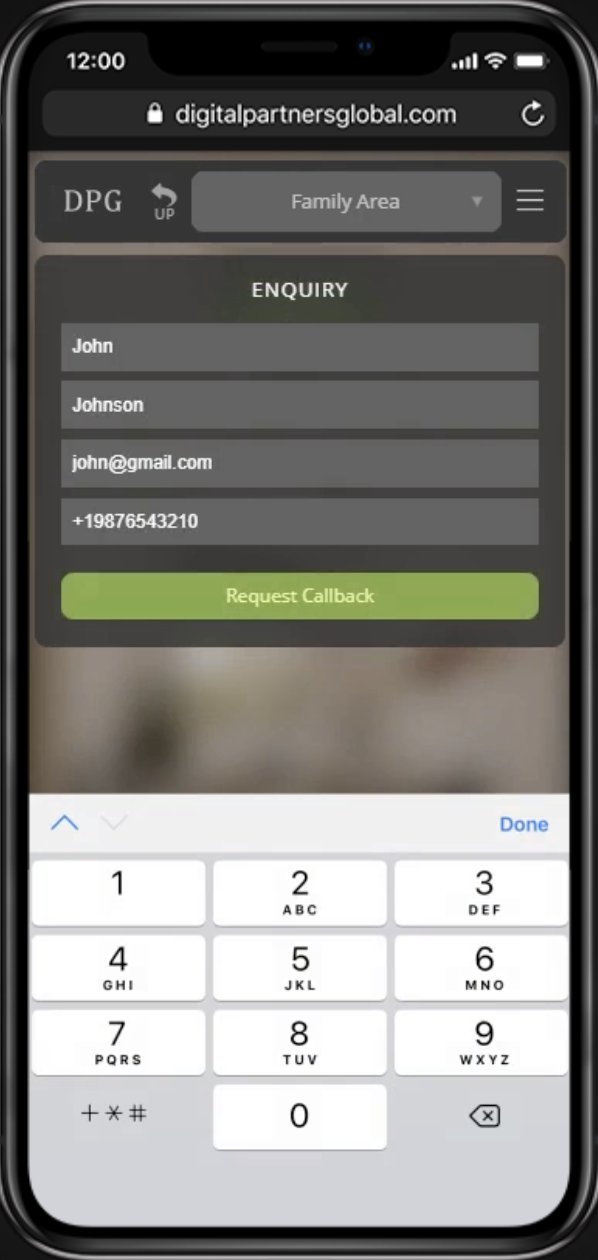 12:00
digitalpartnersglobal.com
DPG
UP
Family Area
ENQUIRY
John
Johnson
john@gmail.com
+19876543210
Request Callback
Done
1
2
ABC
3
DEF
4
GHI
5
JKL
6
MNO
7
PQRS
8
TUV
9
WXYZ
+*#
0